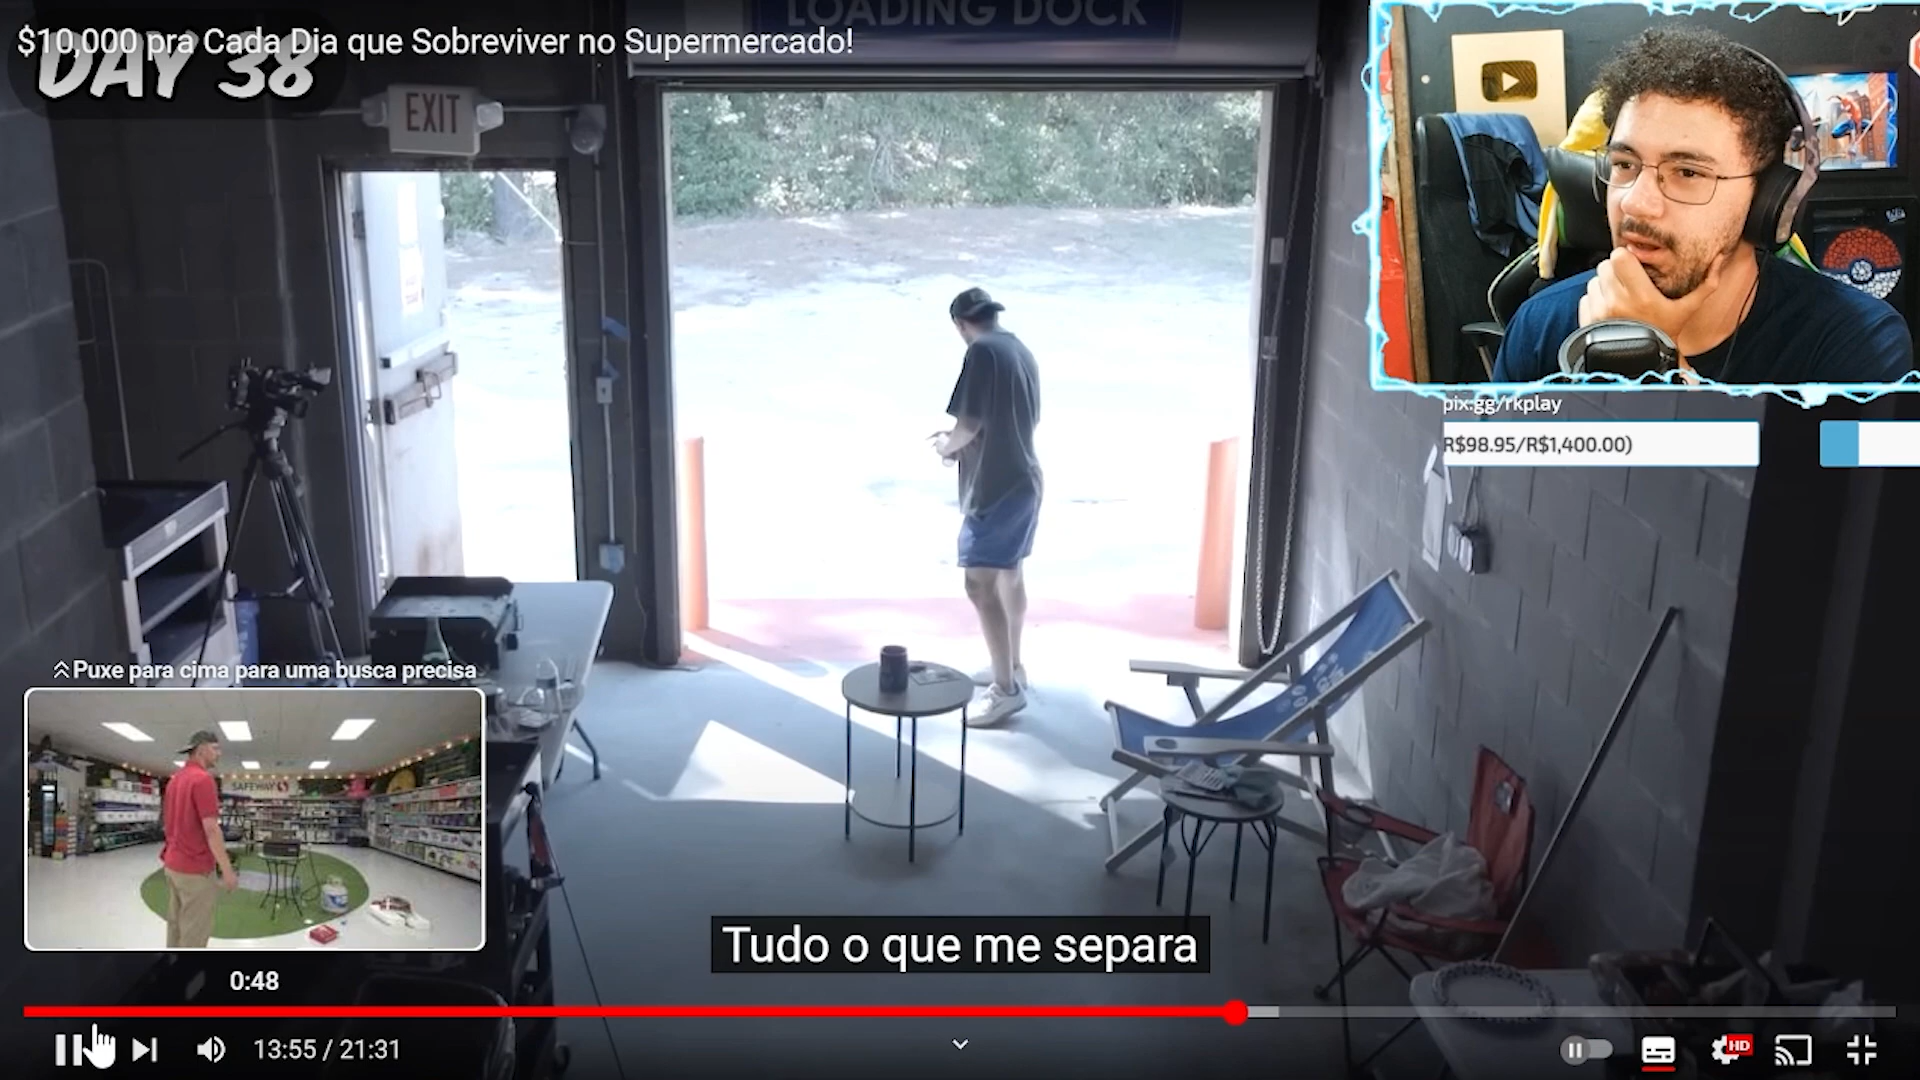 LOADING DOCK
$10,000 pra Cada Dia que Sobreviver no Supermercado!
DAY 38
EXIT
pix.gg/rkplay
R$98.95/R$1,400.00)
Puxe para cima para uma busca precisa
SAFEWAY
Tudo o que me separa
0:48
13:55 / 21:31
HD